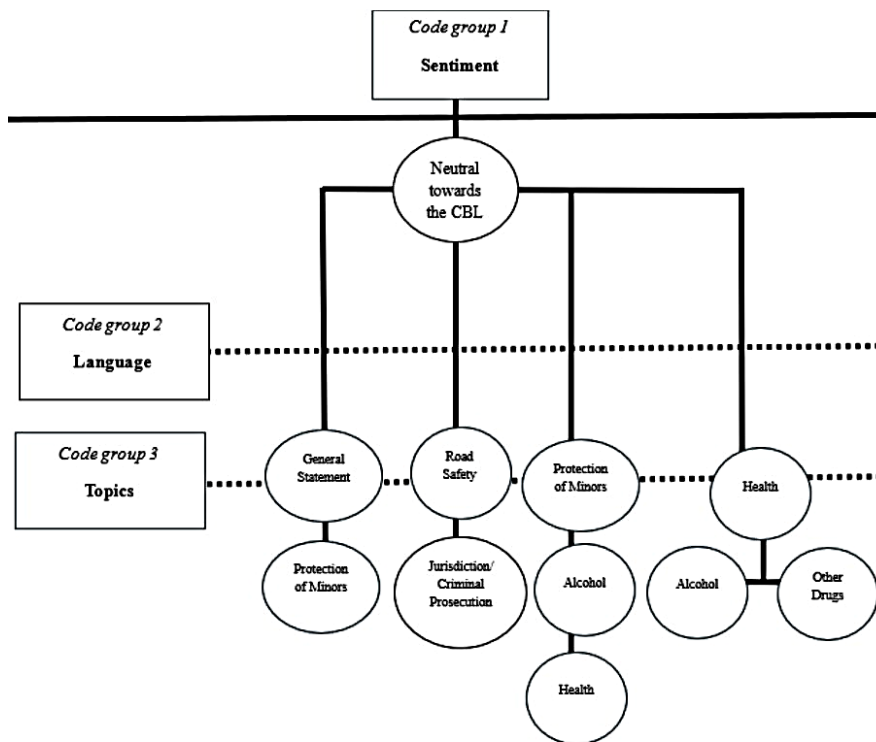 Code group 1
Sentiment
Neutral
towards
the CBL
Code group 2
Language
Code group 3
Topics
General
Statement
Road
Safety
Protection
of Minors
Health
Protection
of Minors
Jurisdiction/
Criminal
Prosecution
Alcohol
Alcohol
Other
Drugs
Health